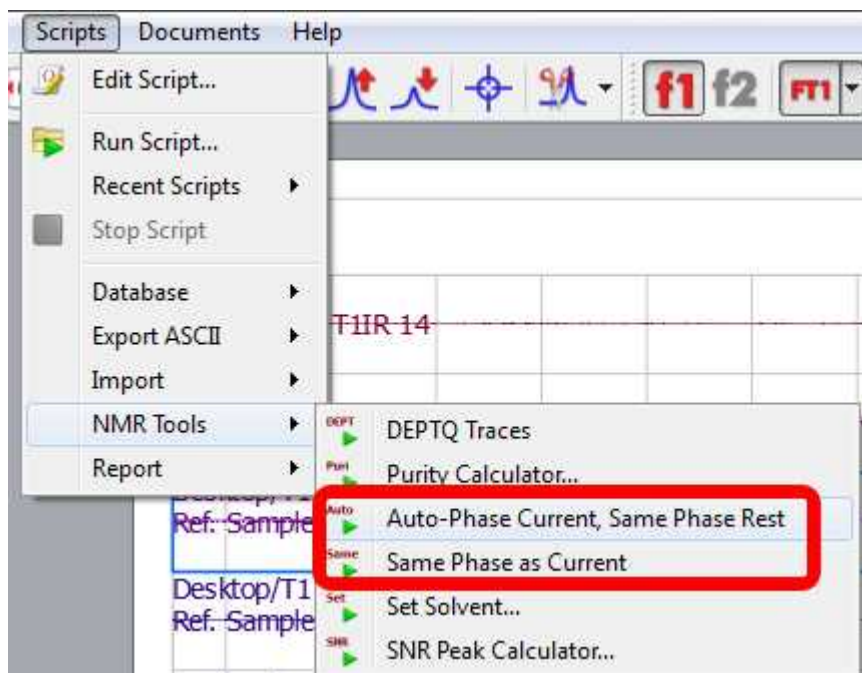 Scripts Documents Help
Edit Script...
f1 f2 FT1
Run Script...
Recent Scripts
Stop Script
Database
T1IR 14
Export ASCII
Import
NMR Tools
DEPT
DEPTQ Traces
Report
Puri
Purity Calculator...
Desktop/T1
Ref. Sample
Auto
Auto-Phase Current, Same Phase Rest
Same
Same Phase as Current
Desktop/T1
Ref. Sample
Set
Set Solvent...
SNR
SNR Peak Calculator...